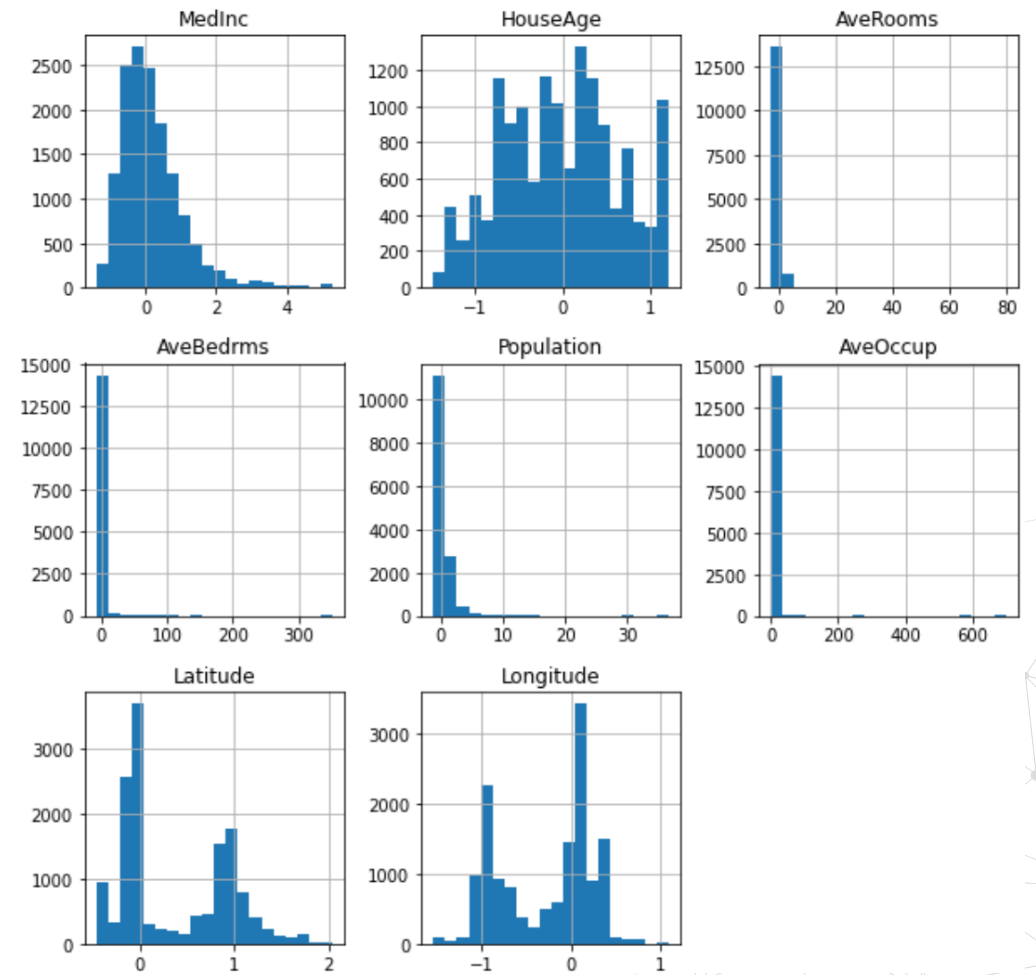 MedInc
2500
2000
1500
1000
500
0
0 2 4
HouseAge
1200
1000
800
600
400
200
0
−1 0 1
AveRooms
12500
10000
7500
5000
2500
0
0 20 40 60 80
AveBedrms
15000
12500
10000
7500
5000
2500
0
0 100 200 300
Population
10000
8000
6000
4000
2000
0
0 10 20 30
AveOccup
15000
12500
10000
7500
5000
2500
0
0 200 400 600
Latitude
3000
2000
1000
0
0 1 2
Longitude
3000
2000
1000
0
−1 0 1